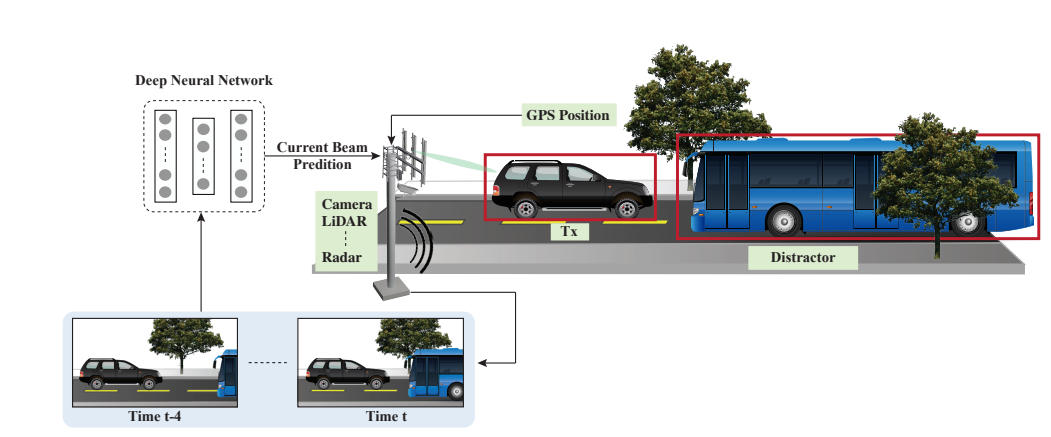 Deep Neural Network
GPS Position
Current Beam
Predition
Camera
LiDAR
Radar
Tx
Distractor
Time t-4
Time t